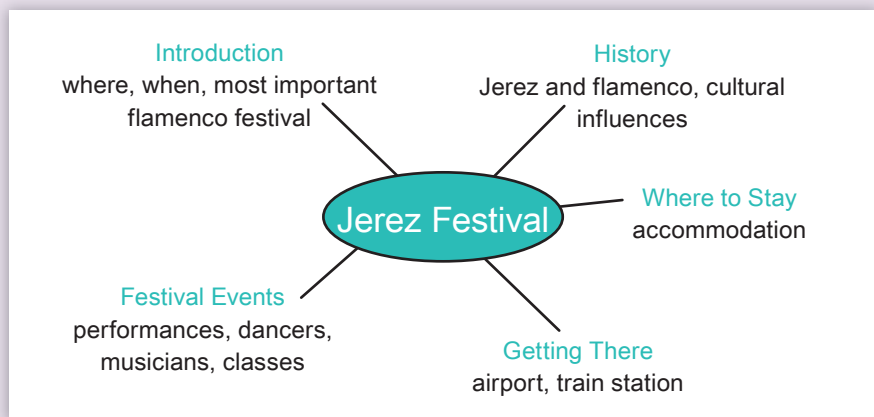 Introduction
where, when, most important
flamenco festival
History
Jerez and flamenco, cultural
influences
Jerez Festival
Where to Stay
accommodation
Festival Events
performances, dancers,
musicians, classes
Getting There
airport, train station